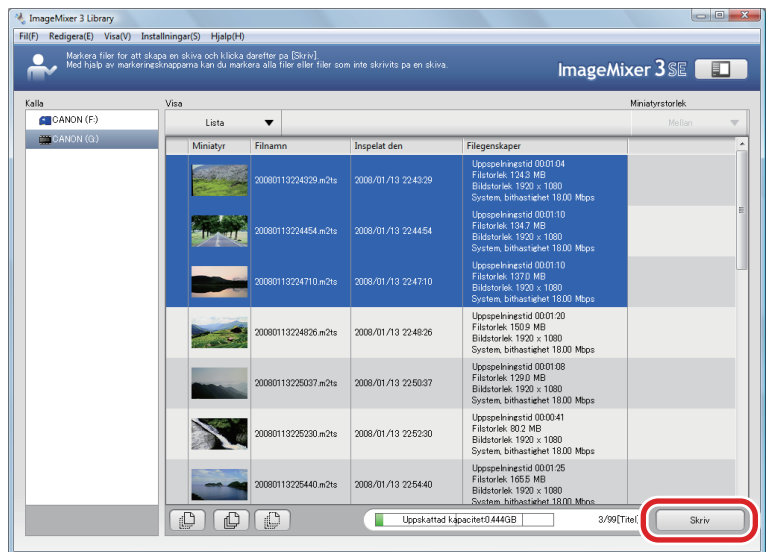 ImageMixer 3 Library
Fil(F) Redigera(E) Visa(V) Installningar(S) Hjalp(H)
Markera filer for att skapa en skiva och klicka darefter pa [Skriv].
Med hjalp av markeringsknapparna kan du markera alla filer eller filer som inte skrivits pa en skiva.
ImageMixer 3 SE
Kalla
Visa
Miniatyrstorlek
CANON (F:)
CANON (G:)
Lista
Mellan
Miniatyr Filnamn Inspelat den Filegenskaper
20080113224329.m2ts 2008/01/13 22:43:29
Uppspelningstid 00:01:04
Filstorlek 124.3 MB
Bildstorlek 1920 x 1080
System, bithastighet 18.00 Mbps
20080113224454.m2ts 2008/01/13 22:44:54
Uppspelningstid 00:01:10
Filstorlek 134.7 MB
Bildstorlek 1920 x 1080
System, bithastighet 18.00 Mbps
20080113224710.m2ts 2008/01/13 22:47:10
Uppspelningstid 00:01:10
Filstorlek 137.0 MB
Bildstorlek 1920 x 1080
System, bithastighet 18.00 Mbps
20080113224826.m2ts 2008/01/13 22:48:26
Uppspelningstid 00:01:20
Filstorlek 150.9 MB
Bildstorlek 1920 x 1080
System, bithastighet 18.00 Mbps
20080113225037.m2ts 2008/01/13 22:50:37
Uppspelningstid 00:01:08
Filstorlek 129.0 MB
Bildstorlek 1920 x 1080
System, bithastighet 18.00 Mbps
20080113225230.m2ts 2008/01/13 22:52:30
Uppspelningstid 00:00:41
Filstorlek 80.2 MB
Bildstorlek 1920 x 1080
System, bithastighet 18.00 Mbps
20080113225440.m2ts 2008/01/13 22:54:40
Uppspelningstid 00:01:25
Filstorlek 165.5 MB
Bildstorlek 1920 x 1080
System, bithastighet 18.00 Mbps
Uppskattad kapacitet:0.444GB
3/99[Titel]
Skriv